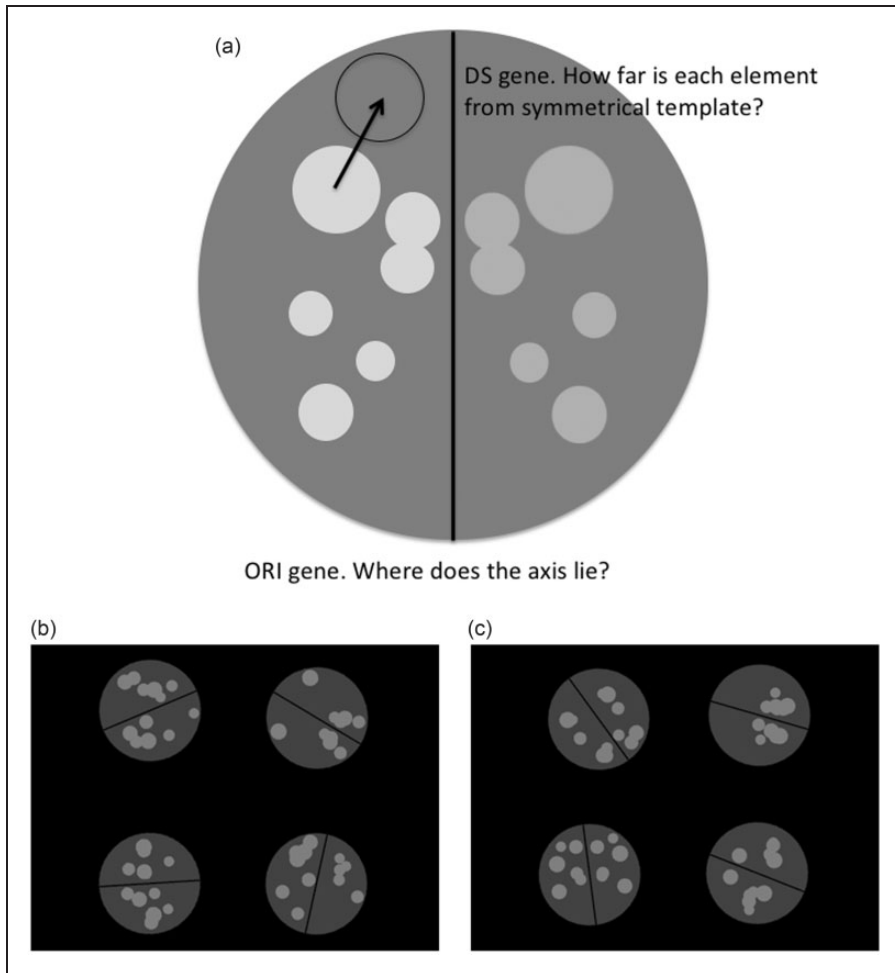 (a)
DS gene. How far is each element
from symmetrical template?
ORI gene. Where does the axis lie?
(b)
(c)